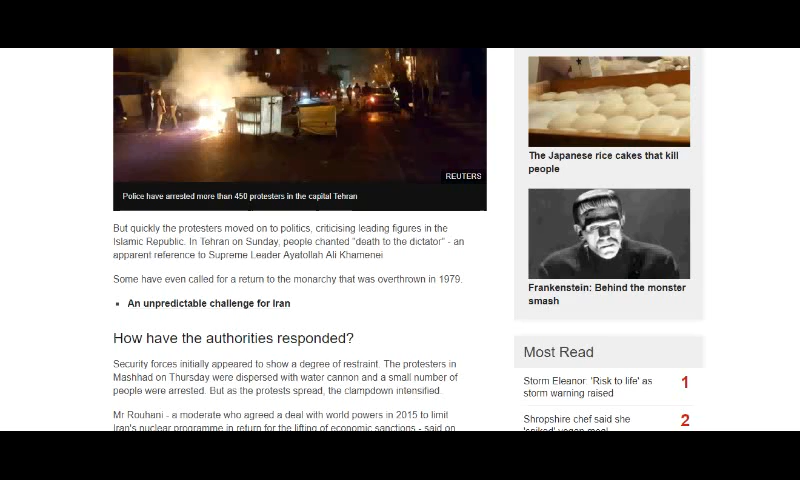 REUTERS
Police have arrested more than 450 protesters in the capital Tehran
But quickly the protesters moved on to politics, criticising leading figures in the
Islamic Republic. In Tehran on Sunday, people chanted "death to the dictator" - an
apparent reference to Supreme Leader Ayatollah Ali Khamenei
Some have even called for a return to the monarchy that was overthrown in 1979.
An unpredictable challenge for Iran
How have the authorities responded?
Security forces initially appeared to show a degree of restraint. The protesters in
Mashhad on Thursday were dispersed with water cannon and a small number of
people were arrested. But as the protests spread, the clampdown intensified.
Mr Rouhani - a moderate who agreed a deal with world powers in 2015 to limit
Iran's nuclear programme in return for the lifting of economic sanctions - said on
The Japanese rice cakes that kill
people
Frankenstein: Behind the monster
smash
Most Read
Storm Eleanor: 'Risk to life' as
storm warning raised
1
Shropshire chef said she
'spiked' vegan meal
2